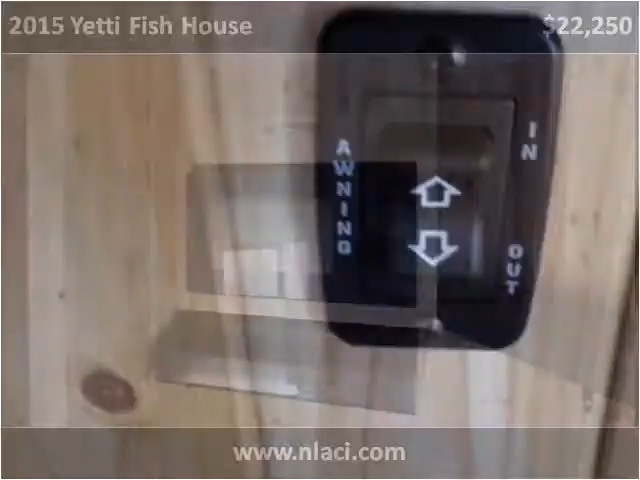 2015 Yetti Fish House
$22,250
IN
AWNING
OUT
www.nlaci.com